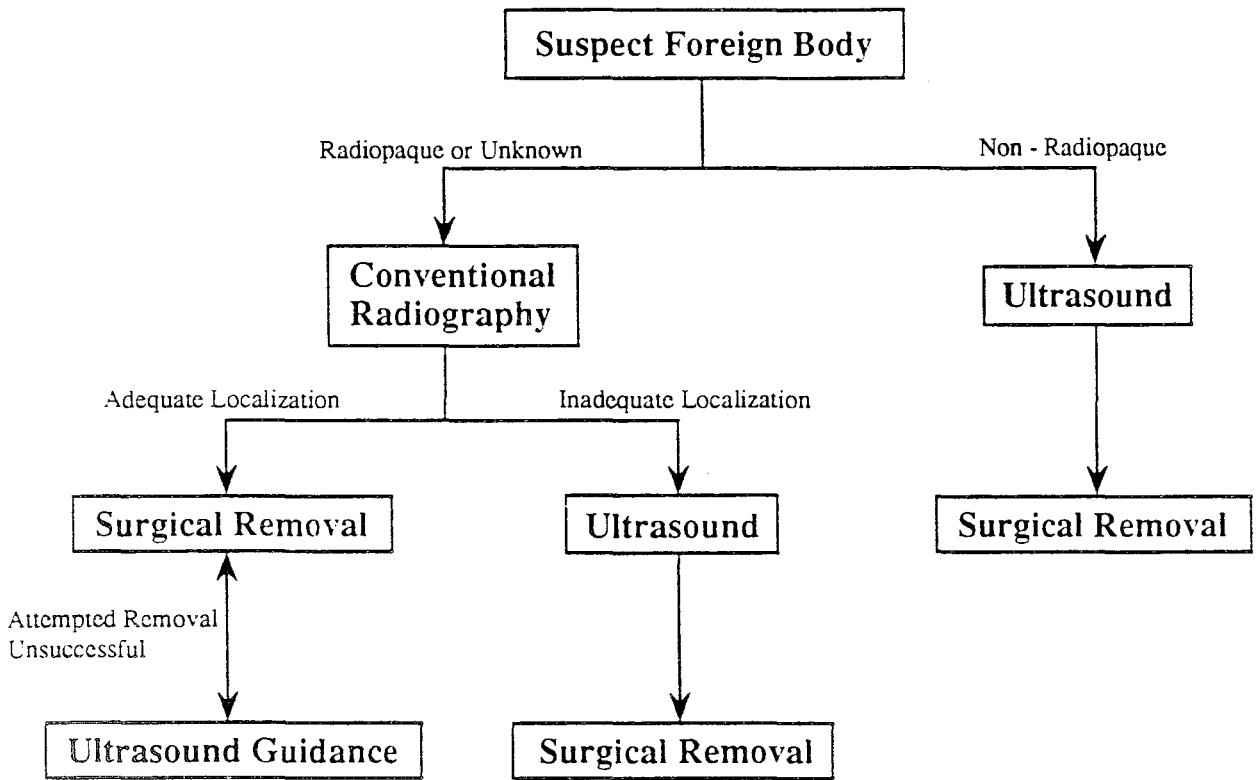 Suspect Foreign Body
Radiopaque or Unknown
Non - Radiopaque
Conventional
Radiography
Ultrasound
Adequate Localization
Inadequate Localization
Surgical Removal
Ultrasound
Surgical Removal
Attempted Removal
Unsuccessful
Ultrasound Guidance
Surgical Removal